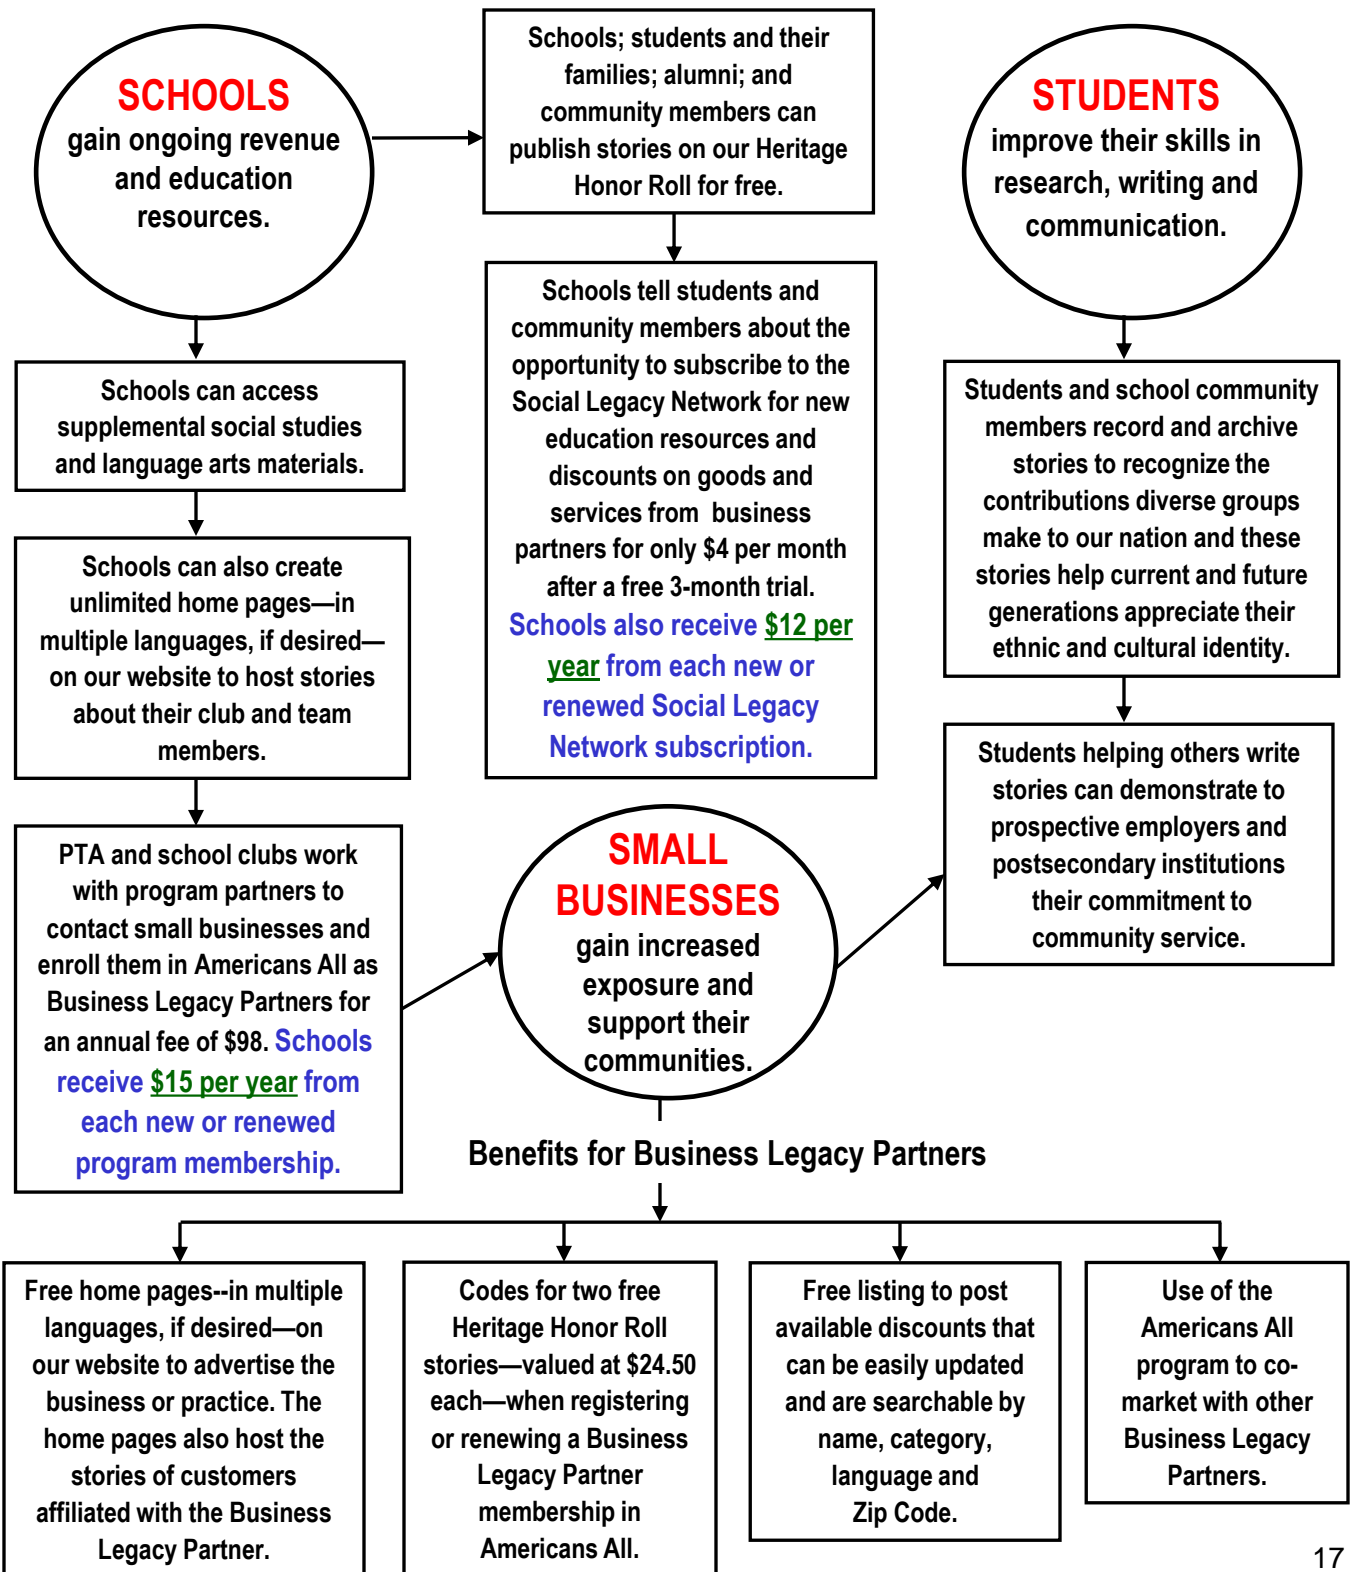 SCHOOLS
gain ongoing revenue
and education
resources.
Schools; students and their
families; alumni; and
community members can
publish stories on our Heritage
Honor Roll for free.
STUDENTS
improve their skills in
research, writing and
communication.
Schools can access
supplemental social studies
and language arts materials.
Schools can also create
unlimited home pages—in
multiple languages, if desired—
on our website to host stories
about their club and team
members.
PTA and school clubs work
with program partners to
contact small businesses and
enroll them in Americans All as
Business Legacy Partners for
an annual fee of $98. Schools
receive $15 per year from
each new or renewed
program membership.
Schools tell students and
community members about the
opportunity to subscribe to the
Social Legacy Network for new
education resources and
discounts on goods and
services from  business
partners for only $4 per month
after a free 3-month trial.
Schools also receive $12 per
year from each new or
renewed Social Legacy
Network subscription.
Students and school community
members record and archive
stories to recognize the
contributions diverse groups
make to our nation and these
stories help current and future
generations appreciate their
ethnic and cultural identity.
Students helping others write
stories can demonstrate to
prospective employers and
postsecondary institutions
their commitment to
community service.
SMALL
BUSINESSES
gain increased
exposure and
support their
communities.
Benefits for Business Legacy Partners
Free home pages--in multiple
languages, if desired—on
our website to advertise the
business or practice. The
home pages also host the
stories of customers
affiliated with the Business
Legacy Partner.
Codes for two free
Heritage Honor Roll
stories—valued at $24.50
each—when registering
or renewing a Business
Legacy Partner
membership in
Americans All.
Free listing to post
available discounts that
can be easily updated
and are searchable by
name, category,
language and
Zip Code.
Use of the
Americans All
program to co-
market with other
Business Legacy
Partners.
17